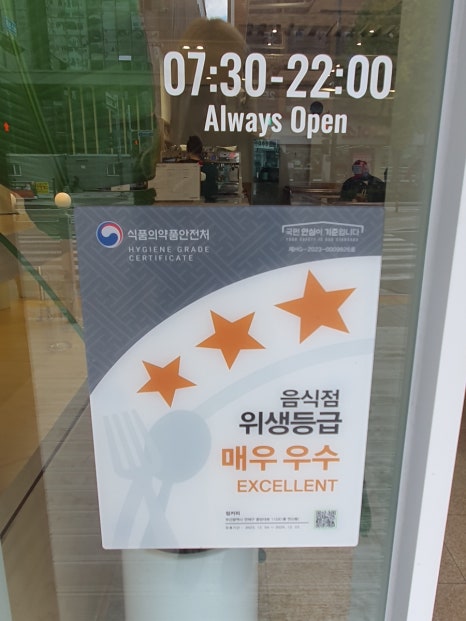 07:30-22:00
Always Open
식품의약품안전처
HYGIENE GRADE
CERTIFICATE
국민 안심이 기준입니다
음식점
위생등급
매우 우수
EXCELLENT